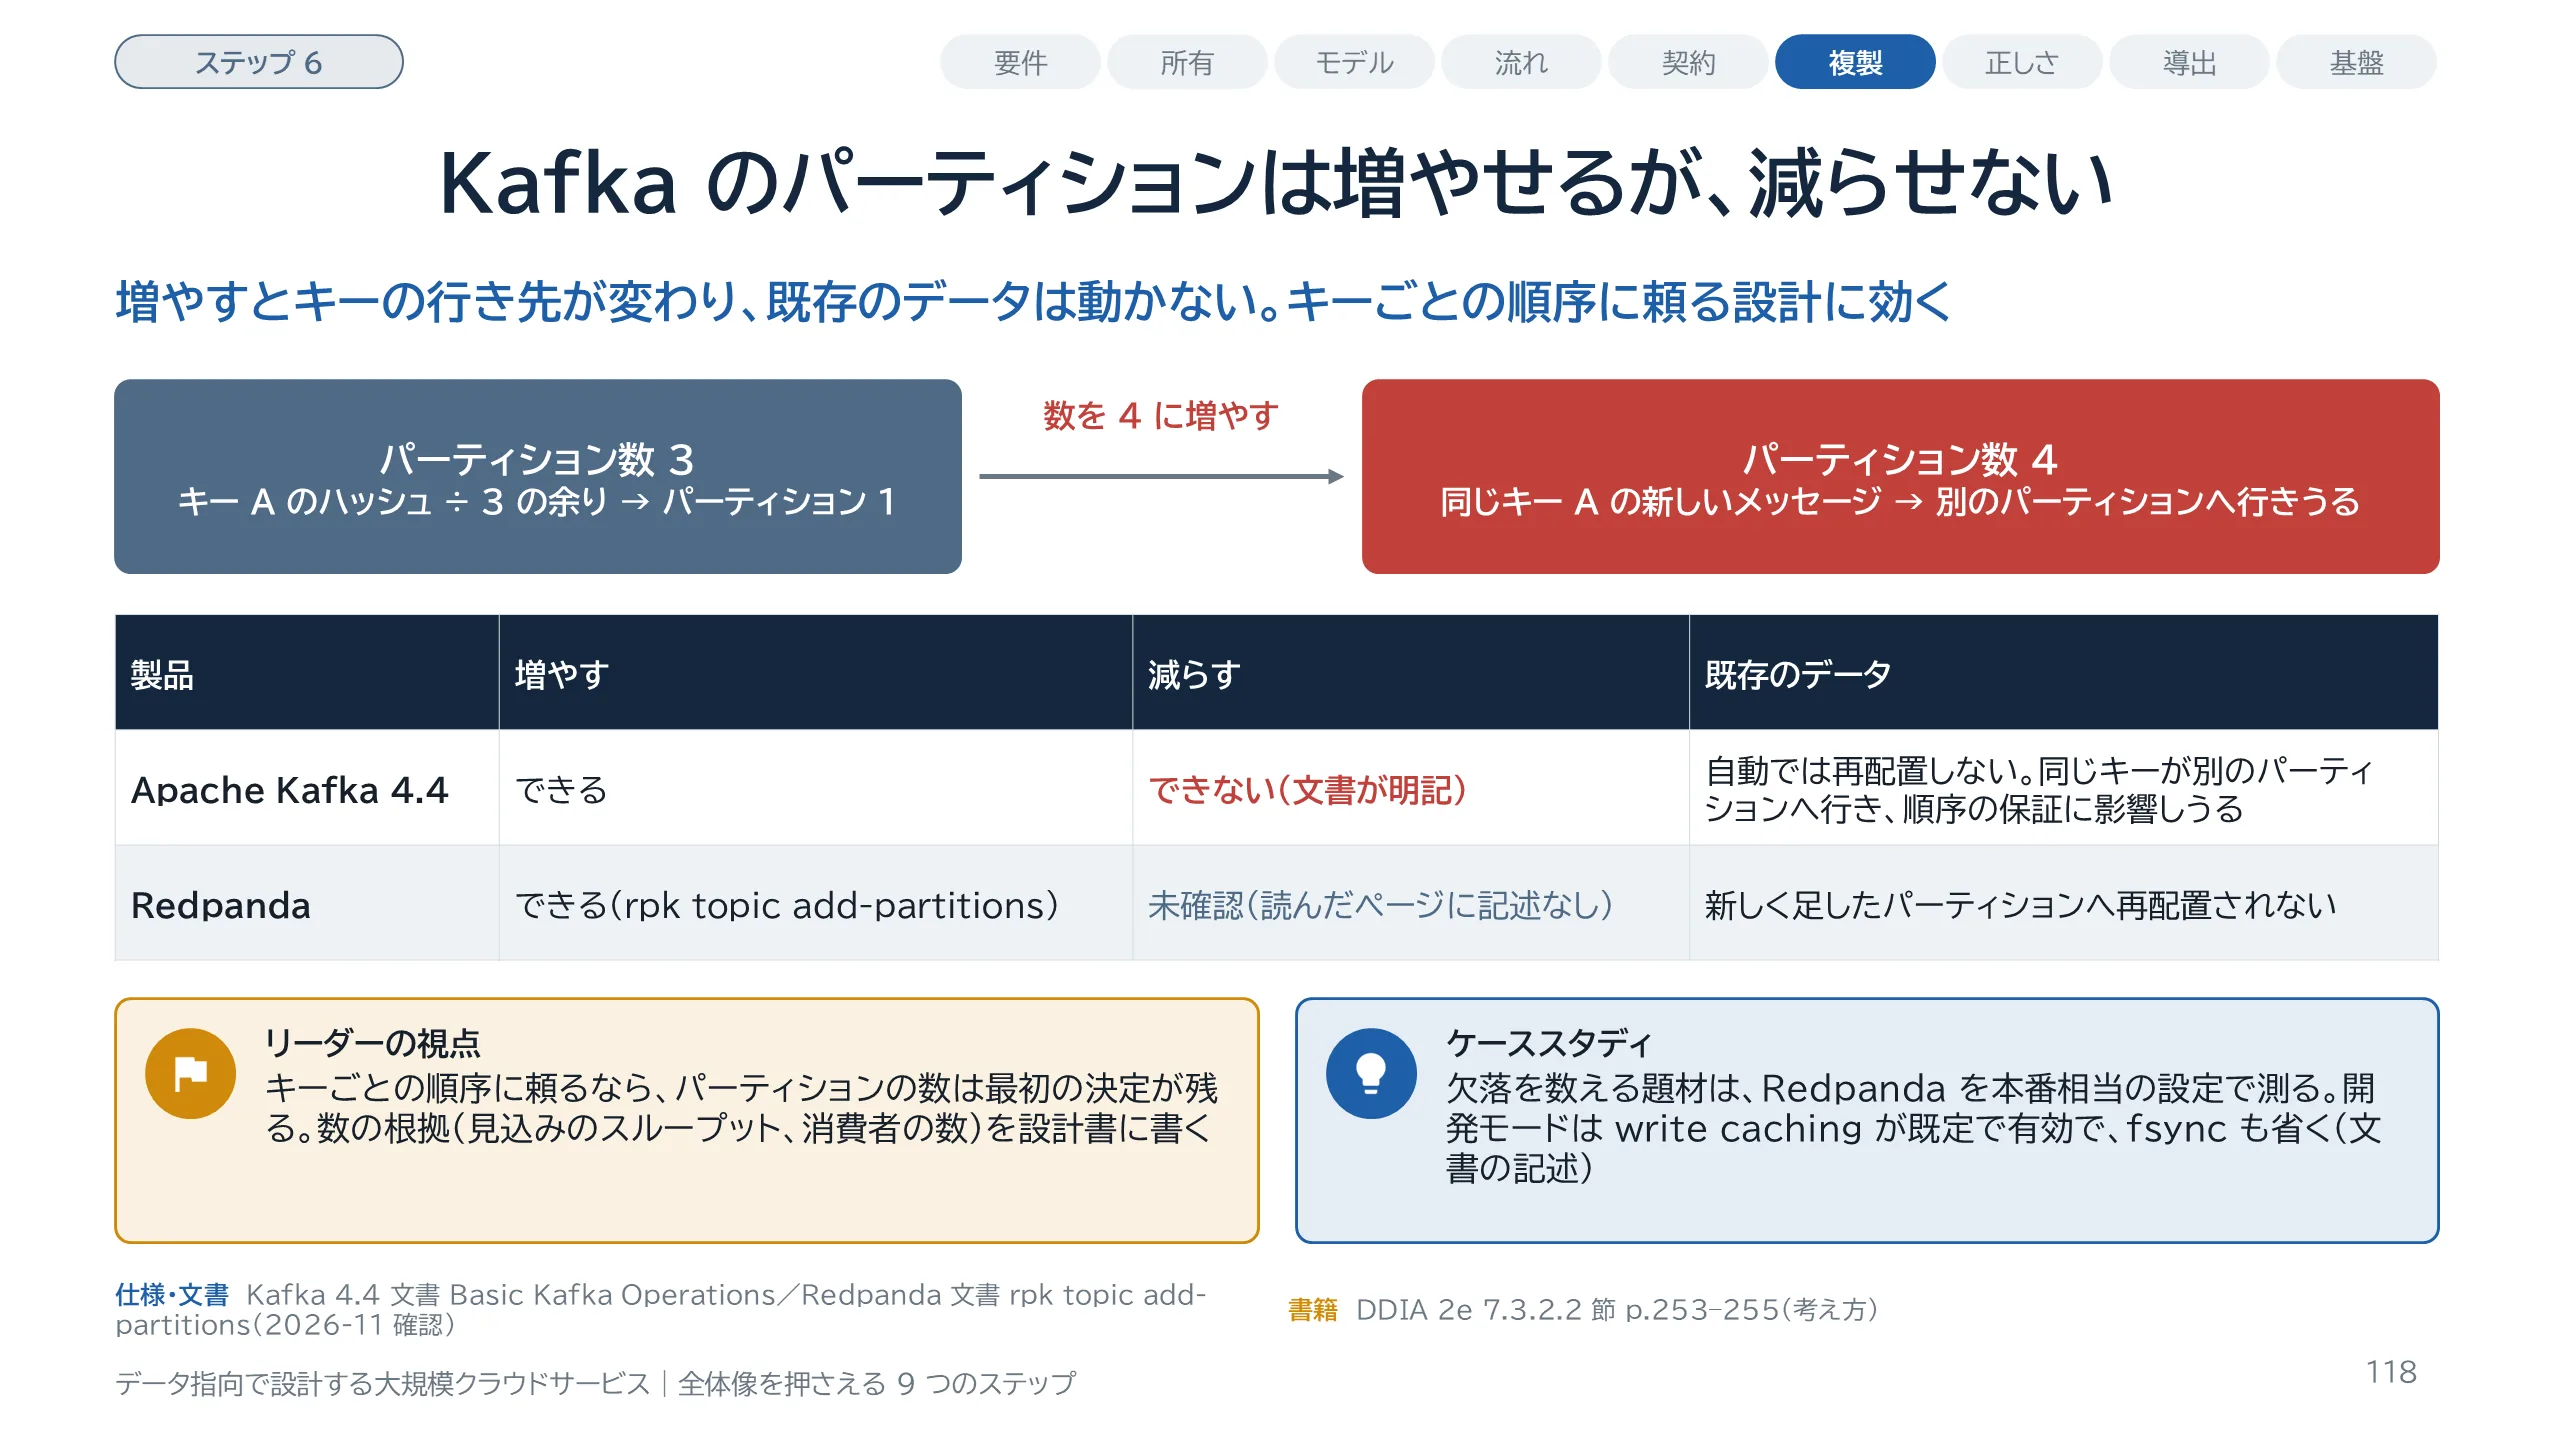 ステップ 6
要件
所有
モデル
流れ
契約
複製
正しさ
導出
基盤
Kafka のパーティションは増やせるが、減らせない
増やすとキーの行き先が変わり、既存のデータは動かない。キーごとの順序に頼る設計に効く
パーティション数 3
キー A のハッシュ ÷ 3 の余り → パーティション 1
数を 4 に増やす
パーティション数 4
同じキー A の新しいメッセージ → 別のパーティションへ行きうる
製品
増やす
減らす
既存のデータ
Apache Kafka 4.4
できる
できない（文書が明記）
自動では再配置しない。同じキーが別のパーティ
ションへ行き、順序の保証に影響しうる
Redpanda
できる（rpk topic add-partitions）
未確認（読んだページに記述なし）
新しく足したパーティションへ再配置されない
リーダーの視点
キーごとの順序に頼るなら、パーティションの数は最初の決定が残
る。数の根拠（見込みのスループット、消費者の数）を設計書に書く
ケーススタディ
欠落を数える題材は、Redpanda を本番相当の設定で測る。開
発モードは write caching が既定で有効で、fsync も省く（文
書の記述）
仕様・文書 Kafka 4.4 文書 Basic Kafka Operations／Redpanda 文書 rpk topic add-
partitions（2026-11 確認）
書籍 DDIA 2e 7.3.2.2 節 p.253–255（考え方）
データ指向で設計する大規模クラウドサービス｜全体像を押さえる 9 つのステップ
118